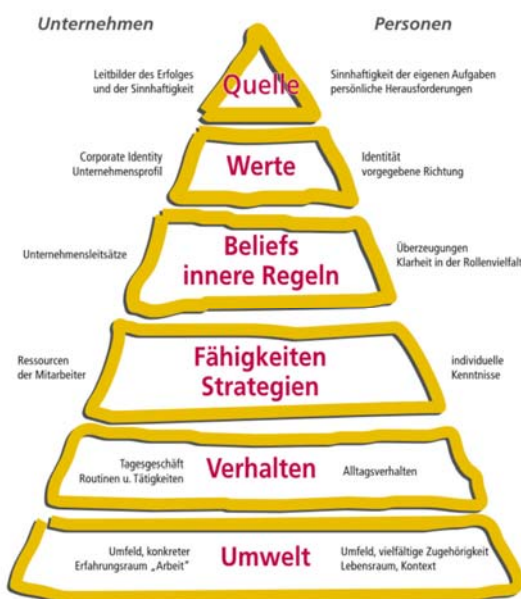 Unternehmen
Personen
Leitbilder des Erfolges
und der Sinnhaftigkeit
Quelle
Sinnhaftigkeit der eigenen Aufgaben
persönliche Herausforderungen
Corporate Identity
Unternehmensprofil
Werte
Identität
vorgegebene Richtung
Unternehmensleitsätze
Beliefs
innere Regeln
Überzeugungen
Klarheit in der Rollenvielfalt
Ressourcen
der Mitarbeiter
Fähigkeiten
Strategien
individuelle
Kenntnisse
Tagesgeschäft
Routinen u. Tätigkeiten
Verhalten
Alltagsverhalten
Umfeld, konkreter
Erfahrungsraum „Arbeit“
Umwelt
Umfeld, vielfältige Zugehörigkeit
Lebensraum, Kontext